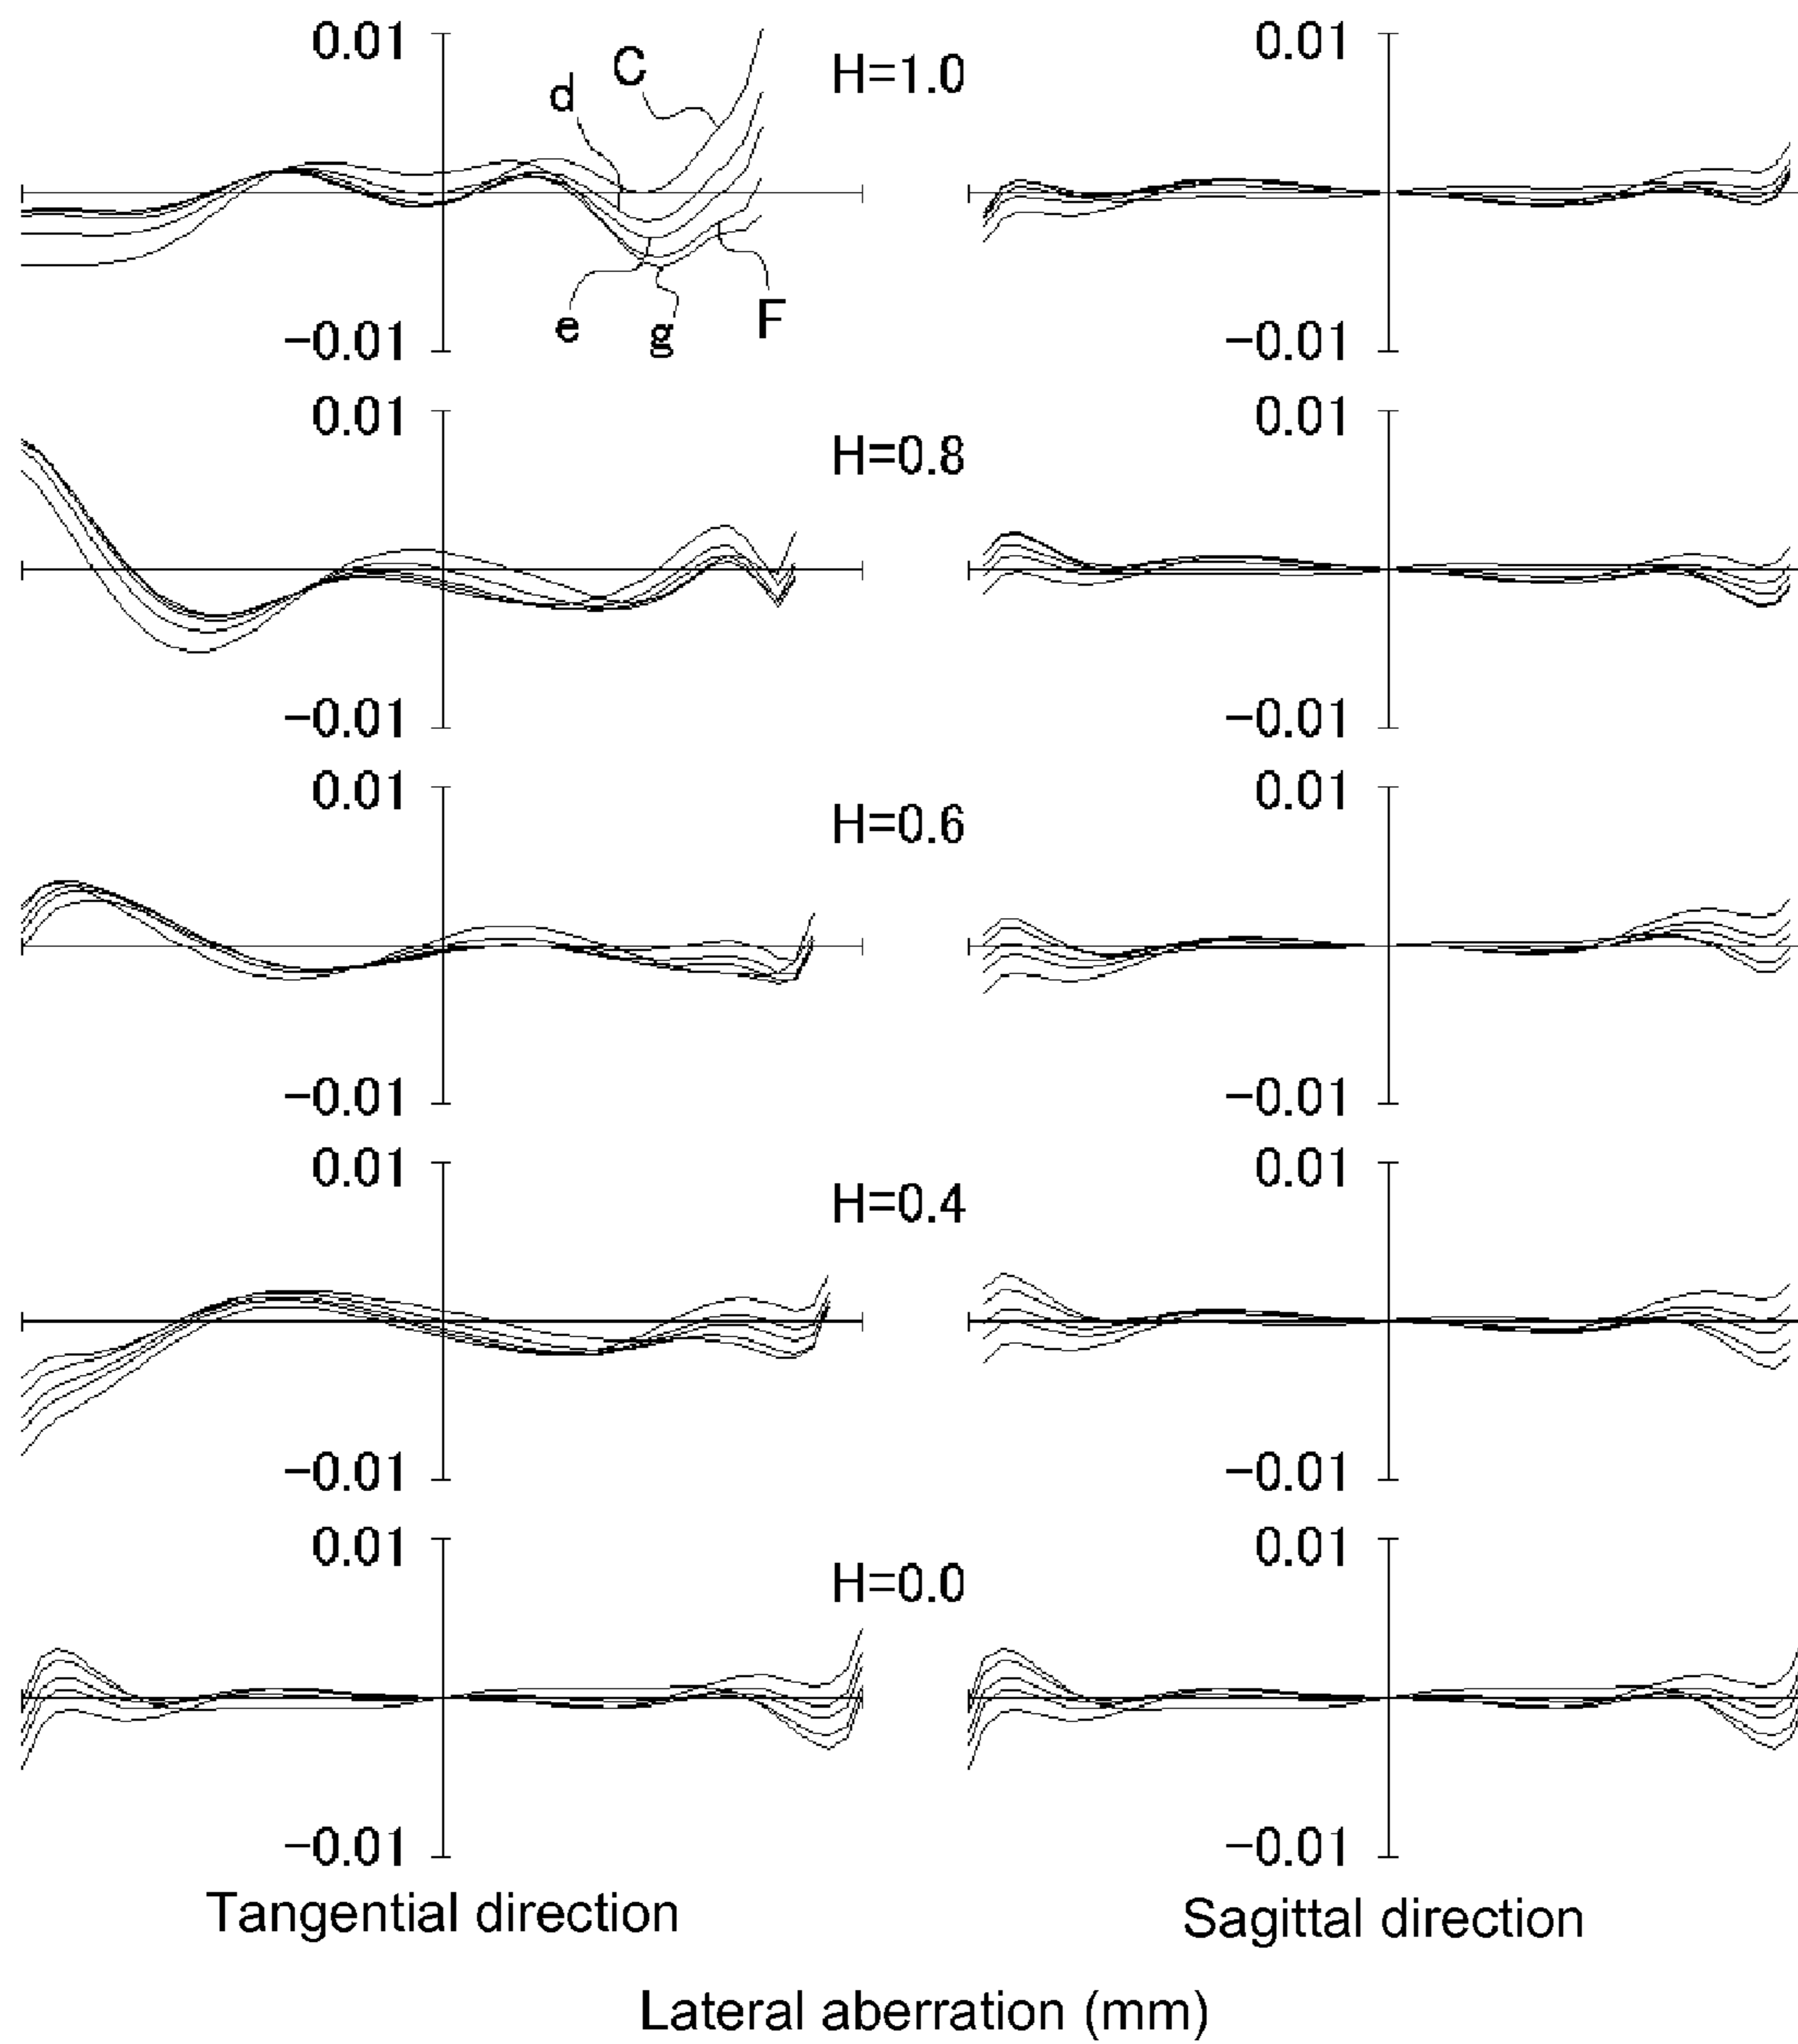 0.01 H=1.0 0.01
C
d
e g F
−0.01 −0.01
0.01 0.01
H=0.8
−0.01 −0.01
0.01 0.01
H=0.6
−0.01 −0.01
0.01 0.01
H=0.4
−0.01 −0.01
0.01 0.01
H=0.0
−0.01 −0.01
Tangential direction Sagittal direction
Lateral aberration (mm)